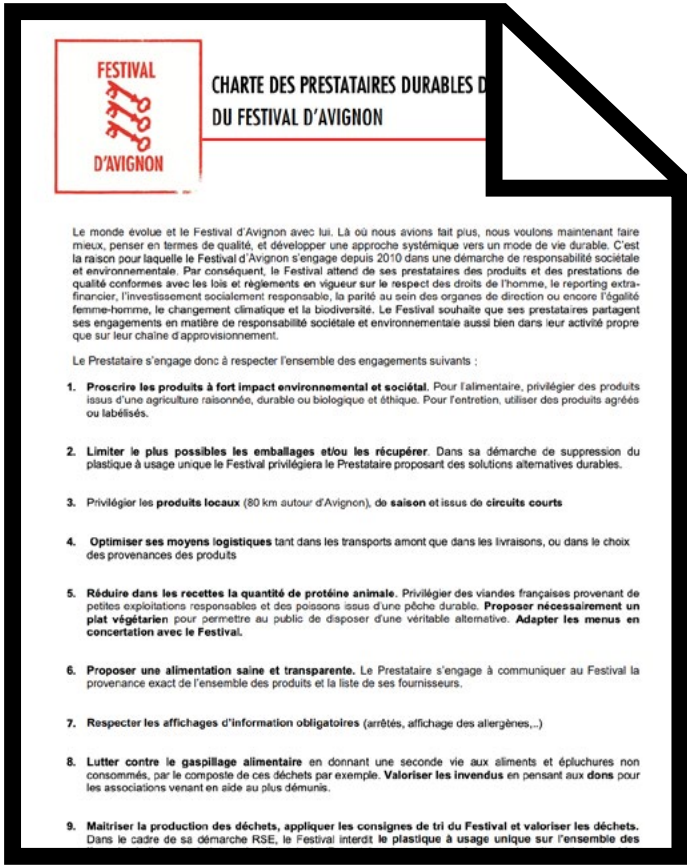 FESTIVAL
D'AVIGNON
CHARTE DES PRESTATAIRES DURABLES D
DU FESTIVAL D'AVIGNON
Le monde évolue et le Festival d'Avignon avec lui. Là où nous avions fait plus, nous voulons maintenant faire
mieux, penser en termes de qualité, et développer une approche systémique vers un mode de vie durable. C'est
la raison pour laquelle le Festival d'Avignon s'engage depuis 2010 dans une démarche de responsabilité sociétale
et environnementale. Par conséquent, le Festival attend de ses prestataires des produits et des prestations de
qualité conformes avec les lois et règlements en vigueur sur le respect des droits de l'homme, le reporting extra-
financier, l'investissement socialement responsable, la parité au sein des organes de direction ou encore l'égalité
femme-homme, le changement climatique et la biodiversité. Le Festival souhaite que ses prestataires partagent
ses engagements en matière de responsabilité sociétale et environnementale aussi bien dans leur activité propre
que sur leur chaîne d'approvisionnement.
Le Prestataire s'engage donc à respecter l'ensemble des engagements suivants :
1. Proscrire les produits à fort impact environnemental et sociétal. Pour l'alimentaire, privilégier des produits
issus d'une agriculture raisonnée, durable ou biologique et éthique. Pour l'entretien, utiliser des produits agréés
ou labélisés.
2. Limiter le plus possibles les emballages et/ou les récupérer. Dans sa démarche de suppression du
plastique à usage unique le Festival privilégiera le Prestataire proposant des solutions alternatives durables.
3. Privilégier les produits locaux (80 km autour d'Avignon), de saison et issus de circuits courts
4. Optimiser ses moyens logistiques tant dans les transports amont que dans les livraisons, ou dans le choix
des provenances des produits
5. Réduire dans les recettes la quantité de protéine animale. Privilégier des viandes françaises provenant de
petites exploitations responsables et des poissons issus d'une pêche durable. Proposer nécessairement un
plat végétarien pour permettre au public de disposer d'une véritable alternative. Adapter les menus en
concertation avec le Festival.
6. Proposer une alimentation saine et transparente. Le Prestataire s'engage à communiquer au Festival la
provenance exact de l'ensemble des produits et la liste de ses fournisseurs.
7. Respecter les affichages d'information obligatoires (arrêtés, affichage des allergènes,..)
8. Lutter contre le gaspillage alimentaire en donnant une seconde vie aux aliments et épluchures non
consommés, par le composte de ces déchets par exemple. Valoriser les invendus en pensant aux dons pour
les associations venant en aide au plus démunis.
9. Maitriser la production des déchets, appliquer les consignes de tri du Festival et valoriser les déchets.
Dans le cadre de sa démarche RSE, le Festival interdit le plastique à usage unique sur l'ensemble des